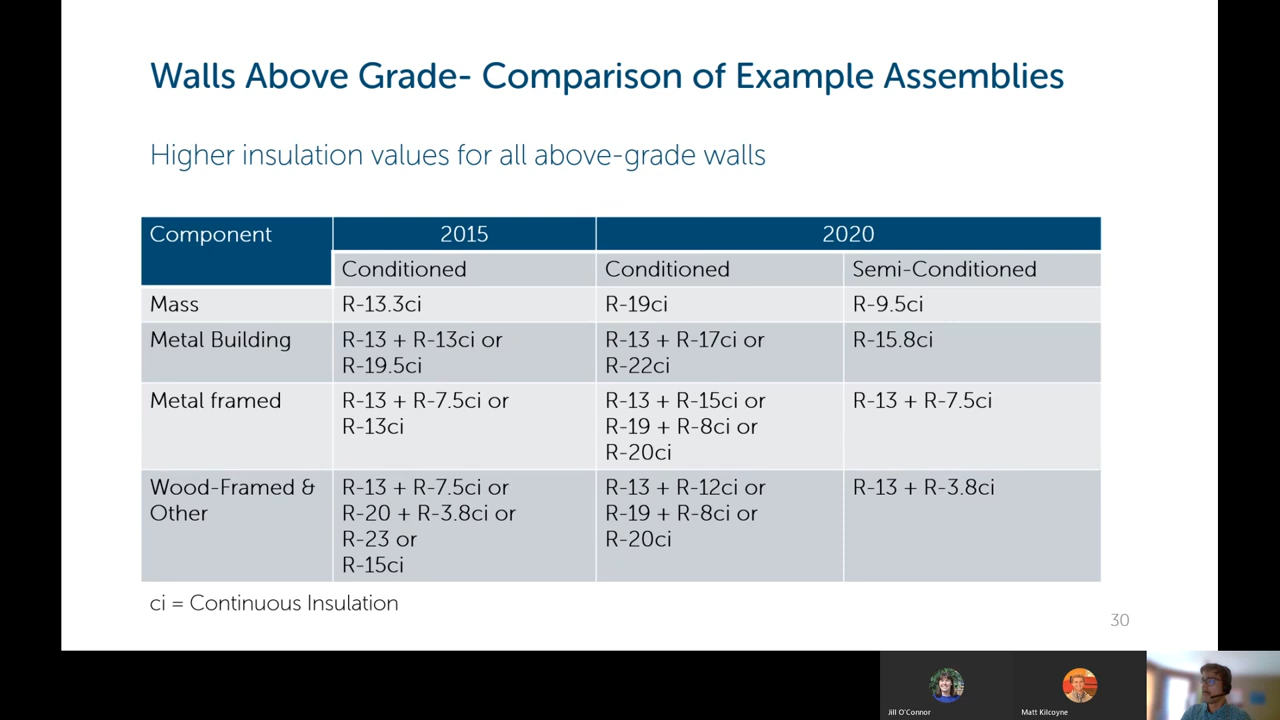 Walls Above Grade- Comparison of Example Assemblies
Higher insulation values for all above-grade walls
Component 2015 2020
Conditioned Conditioned Semi-Conditioned
Mass R-13.3ci R-19ci R-9.5ci
Metal Building R-13 + R-13ci or R-13 + R-17ci or R-15.8ci
R-19.5ci R-22ci
Metal framed R-13 + R-7.5ci or R-13 + R-15ci or R-13 + R-7.5ci
R-13ci R-19 + R-8ci or
R-20ci
Wood-Framed & R-13 + R-7.5ci or R-13 + R-12ci or R-13 + R-3.8ci
Other R-20 + R-3.8ci or R-19 + R-8ci or
R-23 or R-20ci
R-15ci
ci = Continuous Insulation
30
Jill O'Connor Matt Kilcoyne